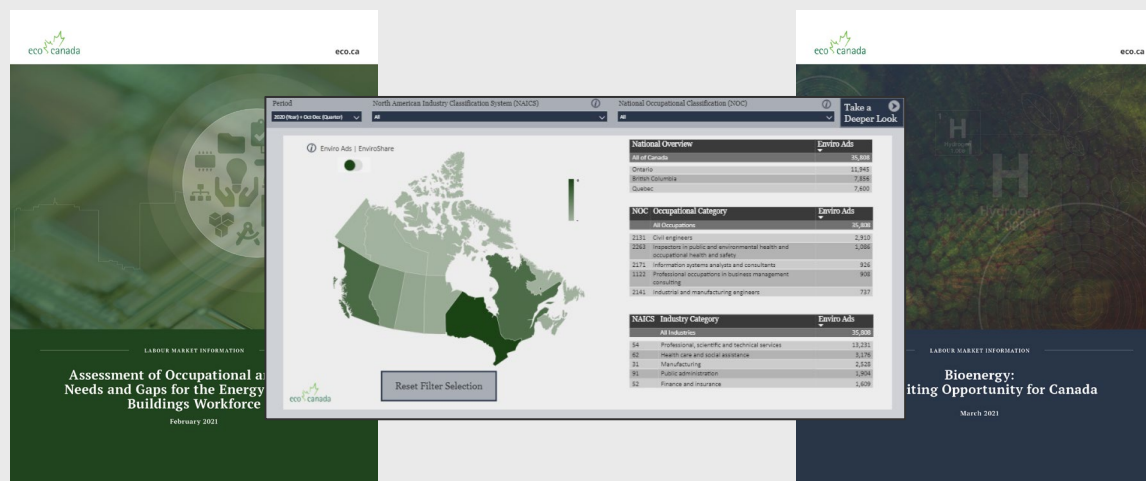 eco canada
eco.ca
LABOUR MARKET INFORMATION
Assessment of Occupational a
Needs and Gaps for the Energy
Buildings Workforce
February 2021
Period
North American Industry Classification System (NAICS)
National Occupational Classification (NOC)
2020 (Year) + Oct-Dec (Quarter)
All
All
Take a
Deeper Look
Enviro Ads | EnviroShare
National Overview Enviro Ads
All of Canada 35,808
Ontario 11,945
British Columbia 7,856
Quebec 7,600
NOC Occupational Category Enviro Ads
All Occupations 35,808
2131 Civil engineers 2,910
2263 Inspectors in public and environmental health and
occupational health and safety 1,086
2171 Information systems analysts and consultants 926
1122 Professional occupations in business management
consulting 908
2141 Industrial and manufacturing engineers 737
NAICS Industry Category Enviro Ads
All Industries 35,808
54 Professional, scientific and technical services 13,231
62 Health care and social assistance 3,176
31 Manufacturing 2,528
91 Public administration 1,904
52 Finance and insurance 1,609
Reset Filter Selection
eco canada
eco canada
eco.ca
1
H
Hydrogen
H
Hydrogen
LABOUR MARKET INFORMATION
Bioenergy:
iting Opportunity for Canada
March 2021